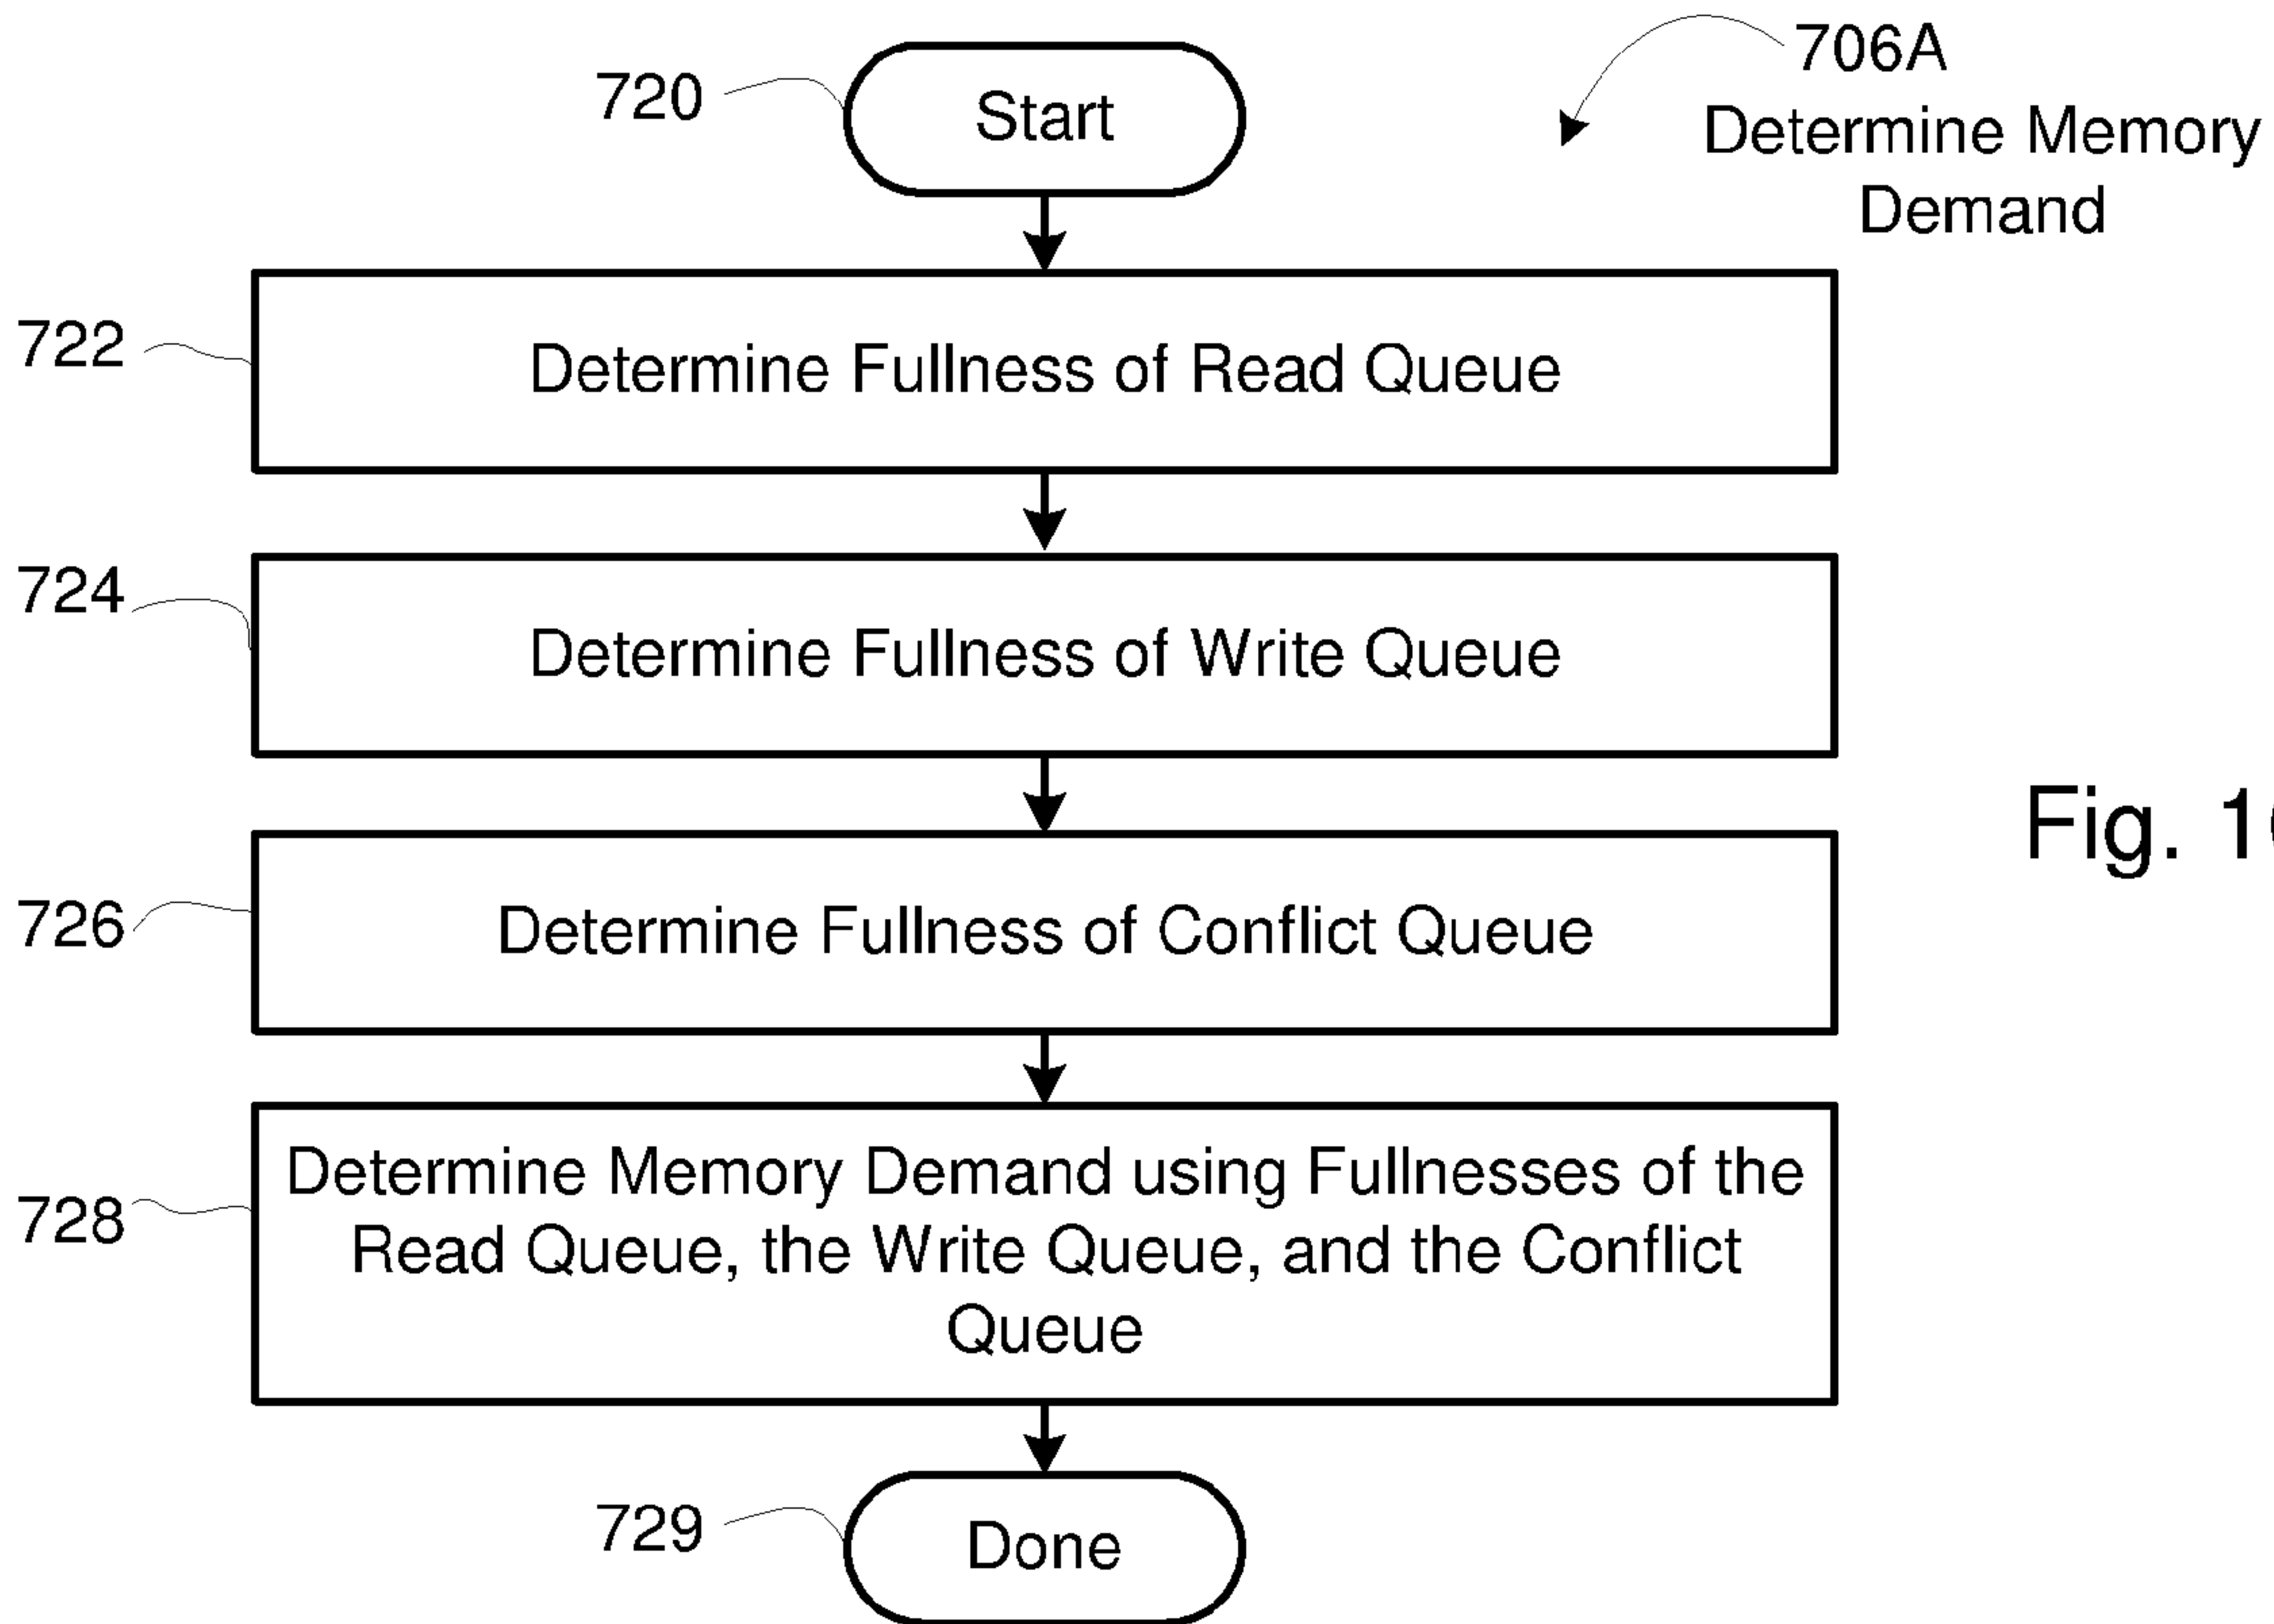 706A
Determine Memory
Demand
720
Start
722
Determine Fullness of Read Queue
724
Determine Fullness of Write Queue
726
Determine Fullness of Conflict Queue
728
Determine Memory Demand using Fullnesses of the
Read Queue, the Write Queue, and the Conflict
Queue
729
Done
Fig.